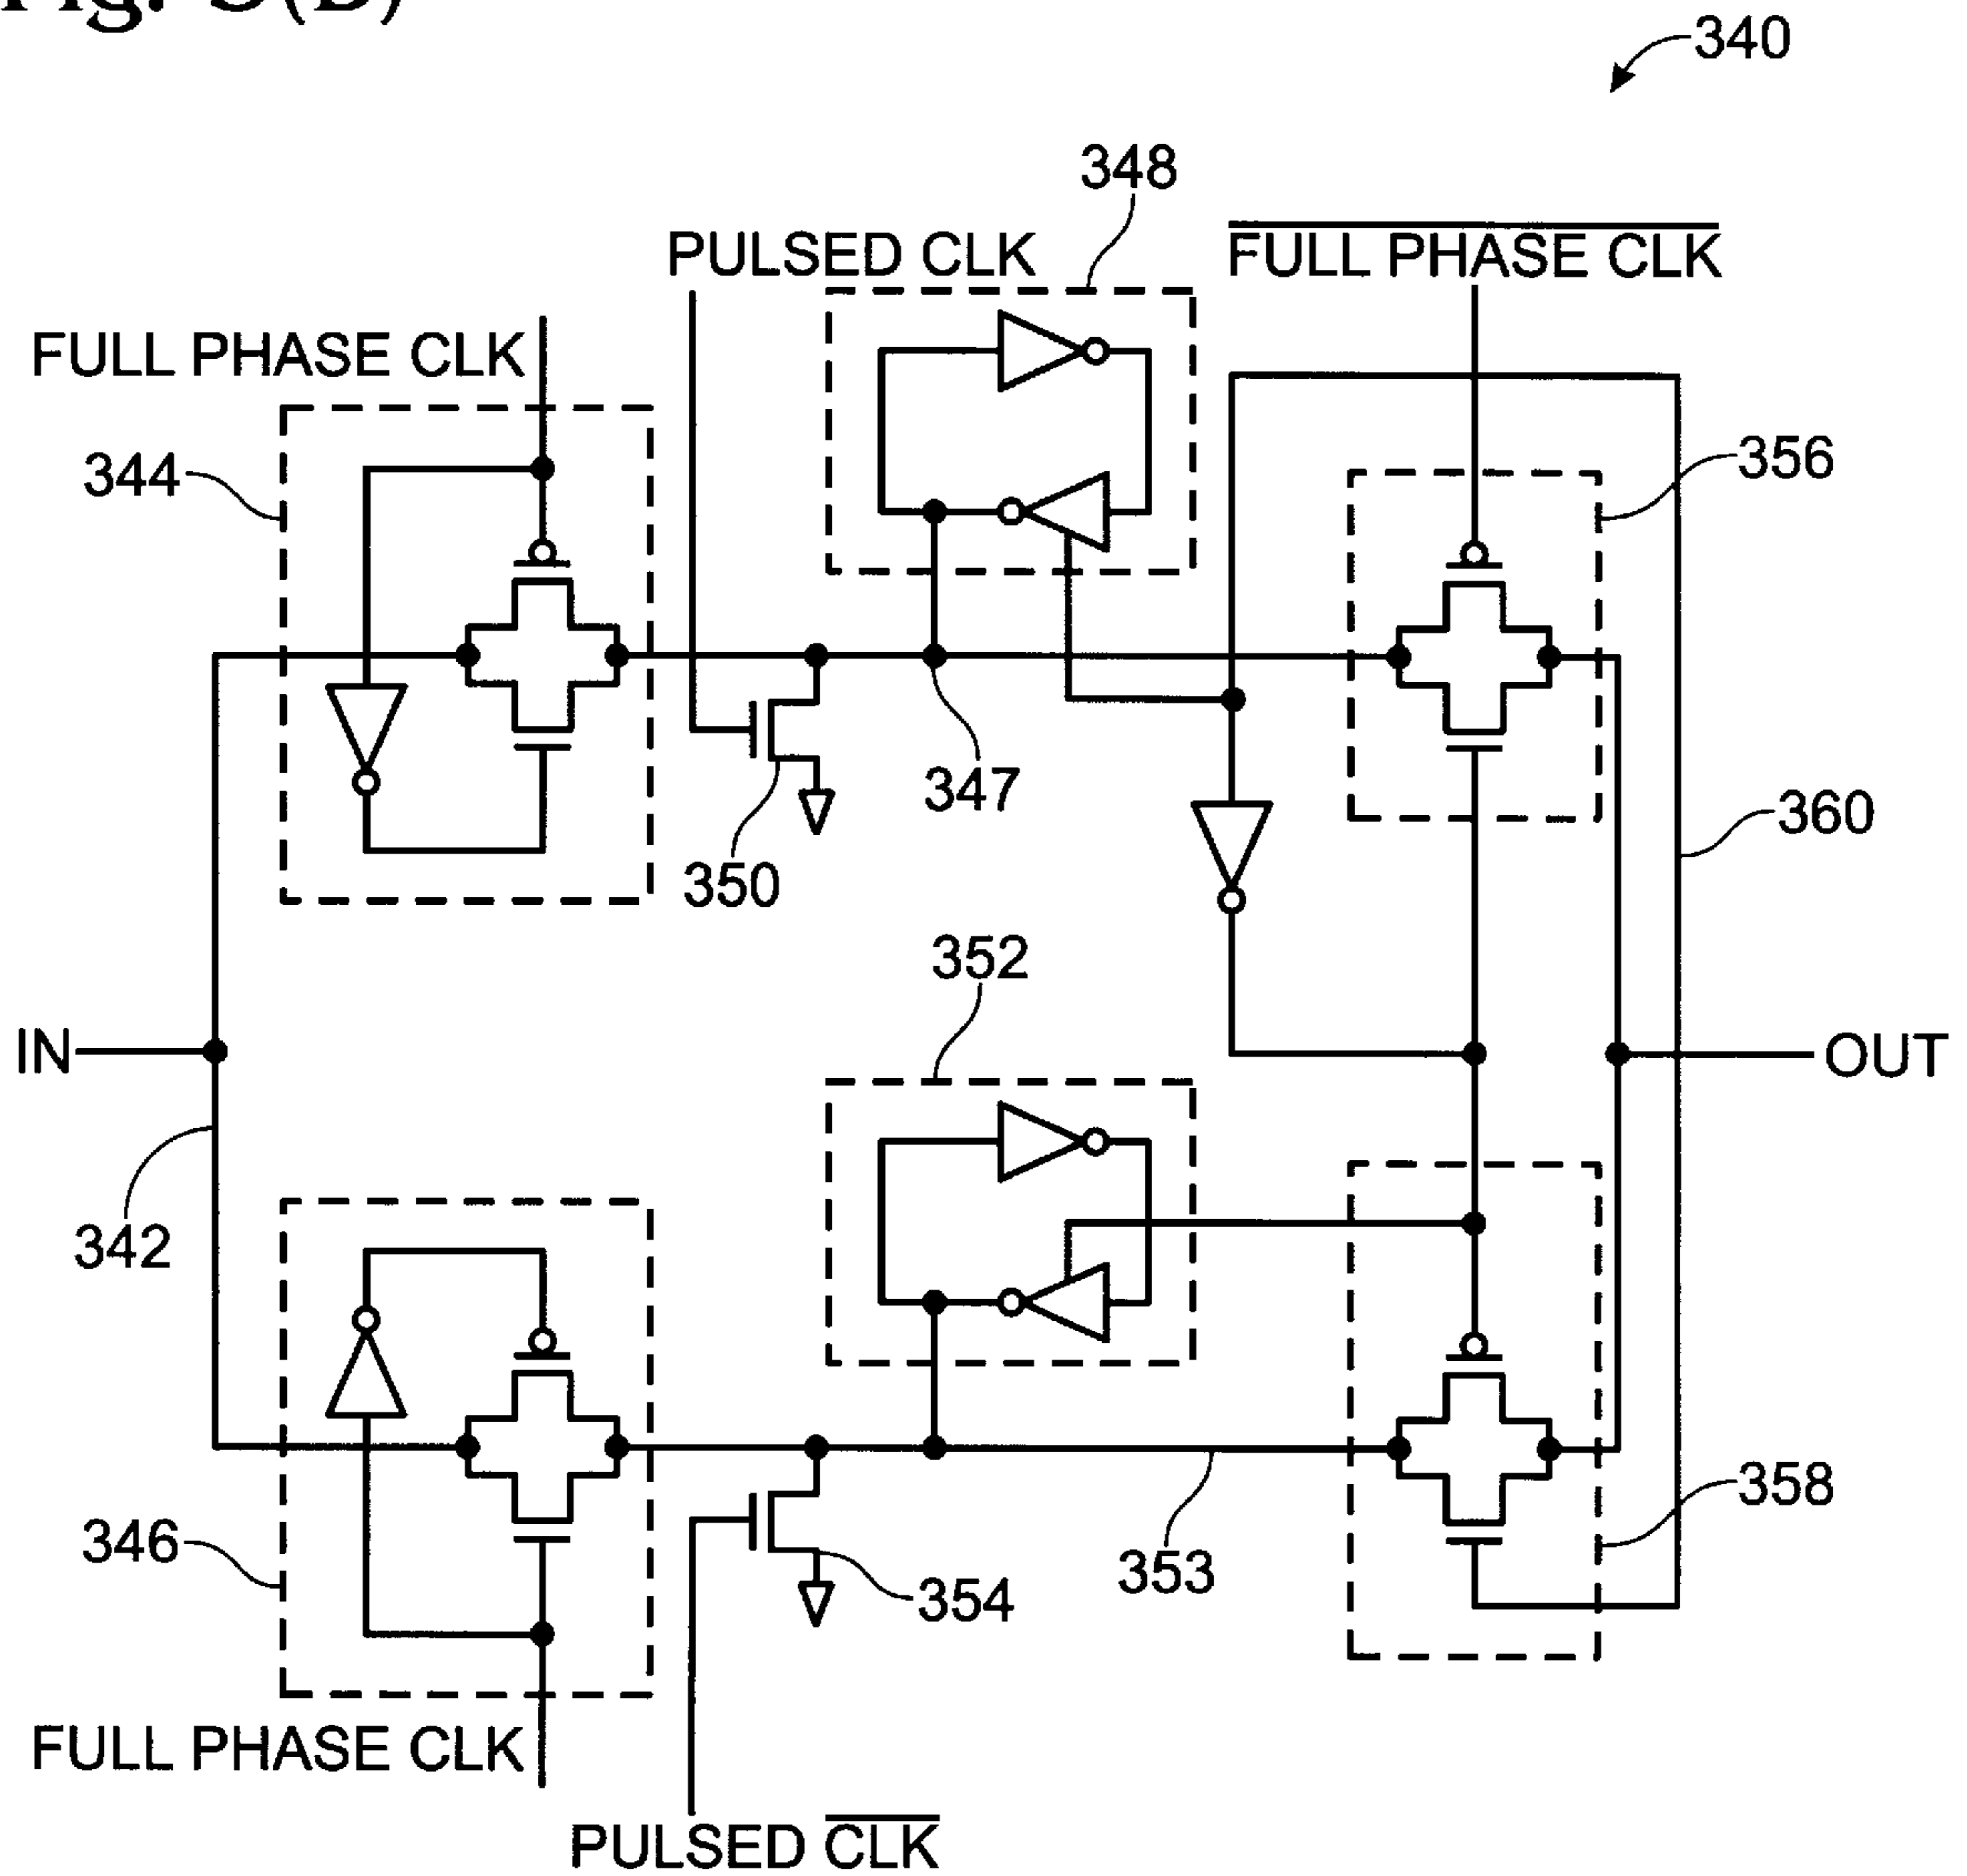 340
348
PULSED CLK
FULL PHASE CLK
FULL PHASE CLK
344
356
347
360
350
352
IN
OUT
342
358
346
353
354
FULL PHASE CLK
PULSED CLK